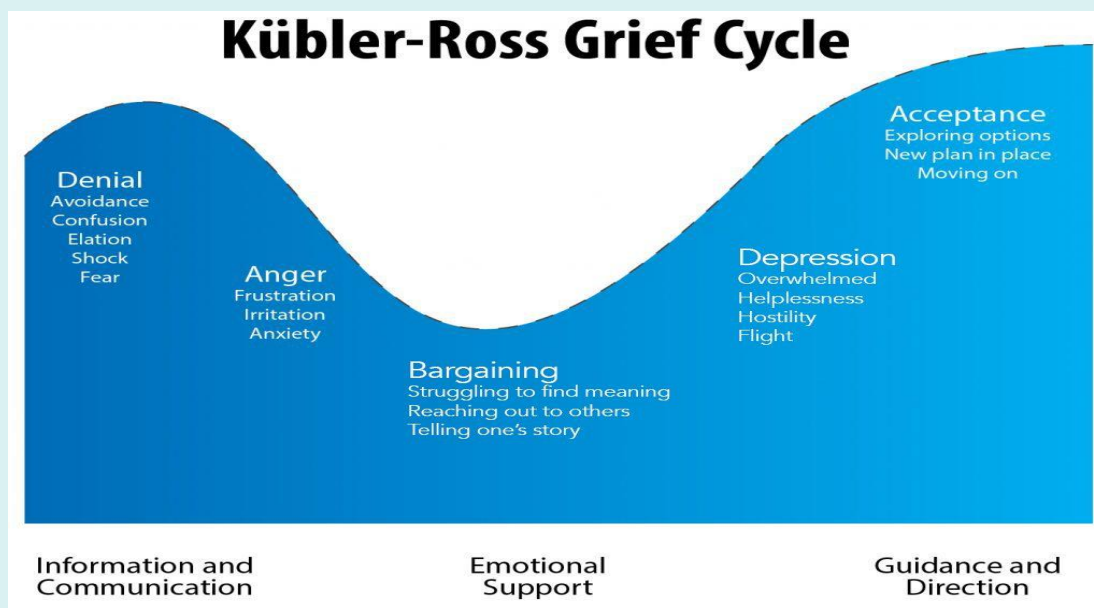 Kübler-Ross Grief Cycle
Denial
Avoidance
Confusion
Elation
Shock
Fear
Anger
Frustration
Irritation
Anxiety
Bargaining
Struggling to find meaning
Reaching out to others
Telling one's story
Depression
Overwhelmed
Helplessness
Hostility
Flight
Acceptance
Exploring options
New plan in place
Moving on
Information and
Communication
Emotional
Support
Guidance and
Direction